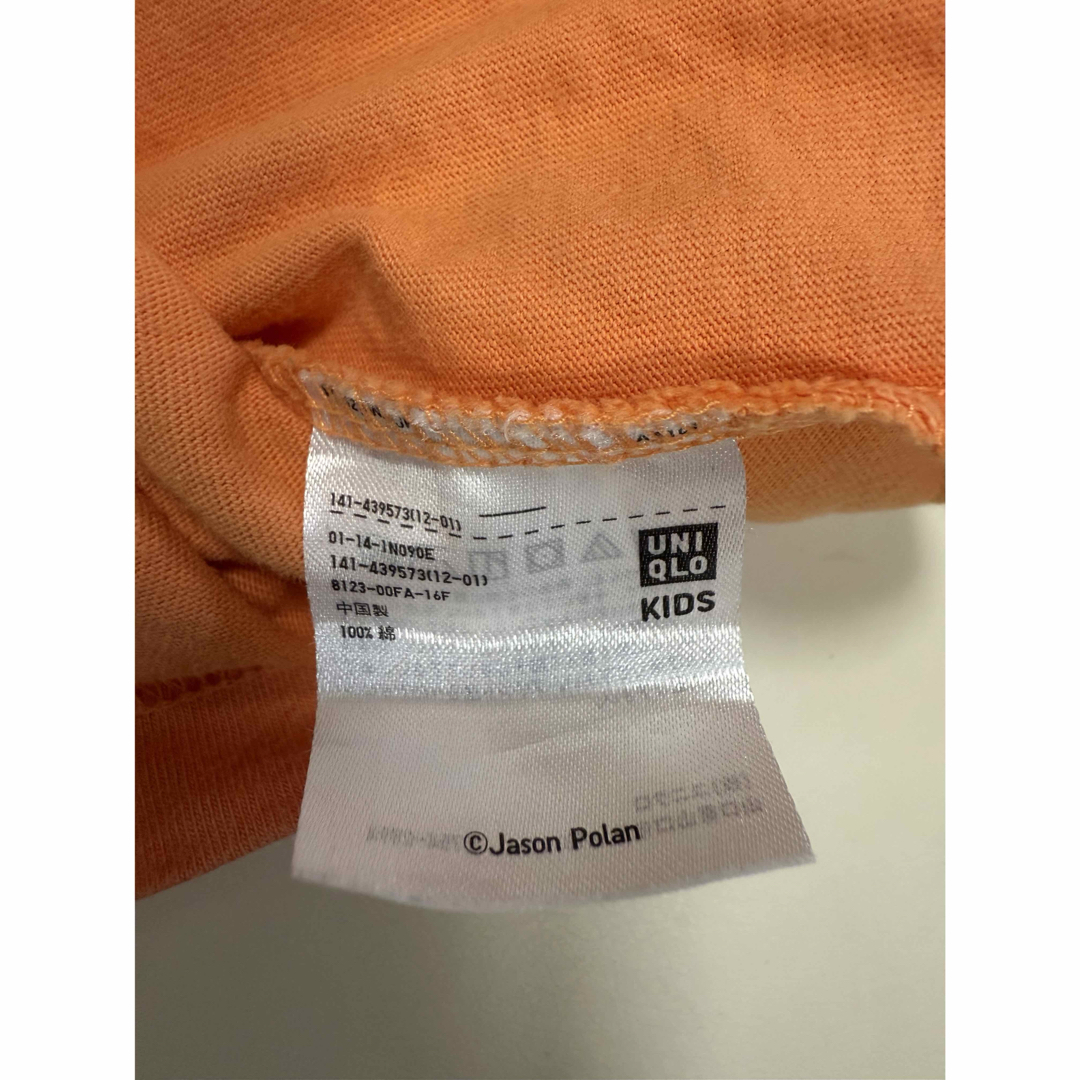 141-439573(12-01)
01-14-1N090E
141-439573(12-01)
8123-00FA-16F
中国製
100% 綿
UNI
QLO
KIDS
©Jason Polan